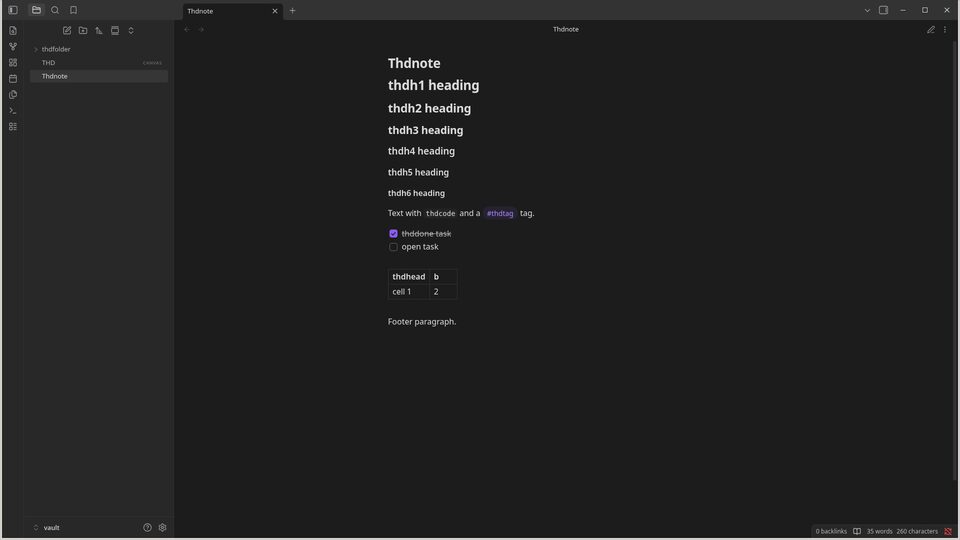 Thdnote
Thdnote
thdfolder
THD CANVAS
Thdnote
Thdnote
thdh1 heading
thdh2 heading
thdh3 heading
thdh4 heading
thdh5 heading
thdh6 heading
Text with thdcode and a #thdtag tag.
thddone task
open task
thdhead b
cell 1 2
Footer paragraph.
vault
0 backlinks 35 words 260 characters